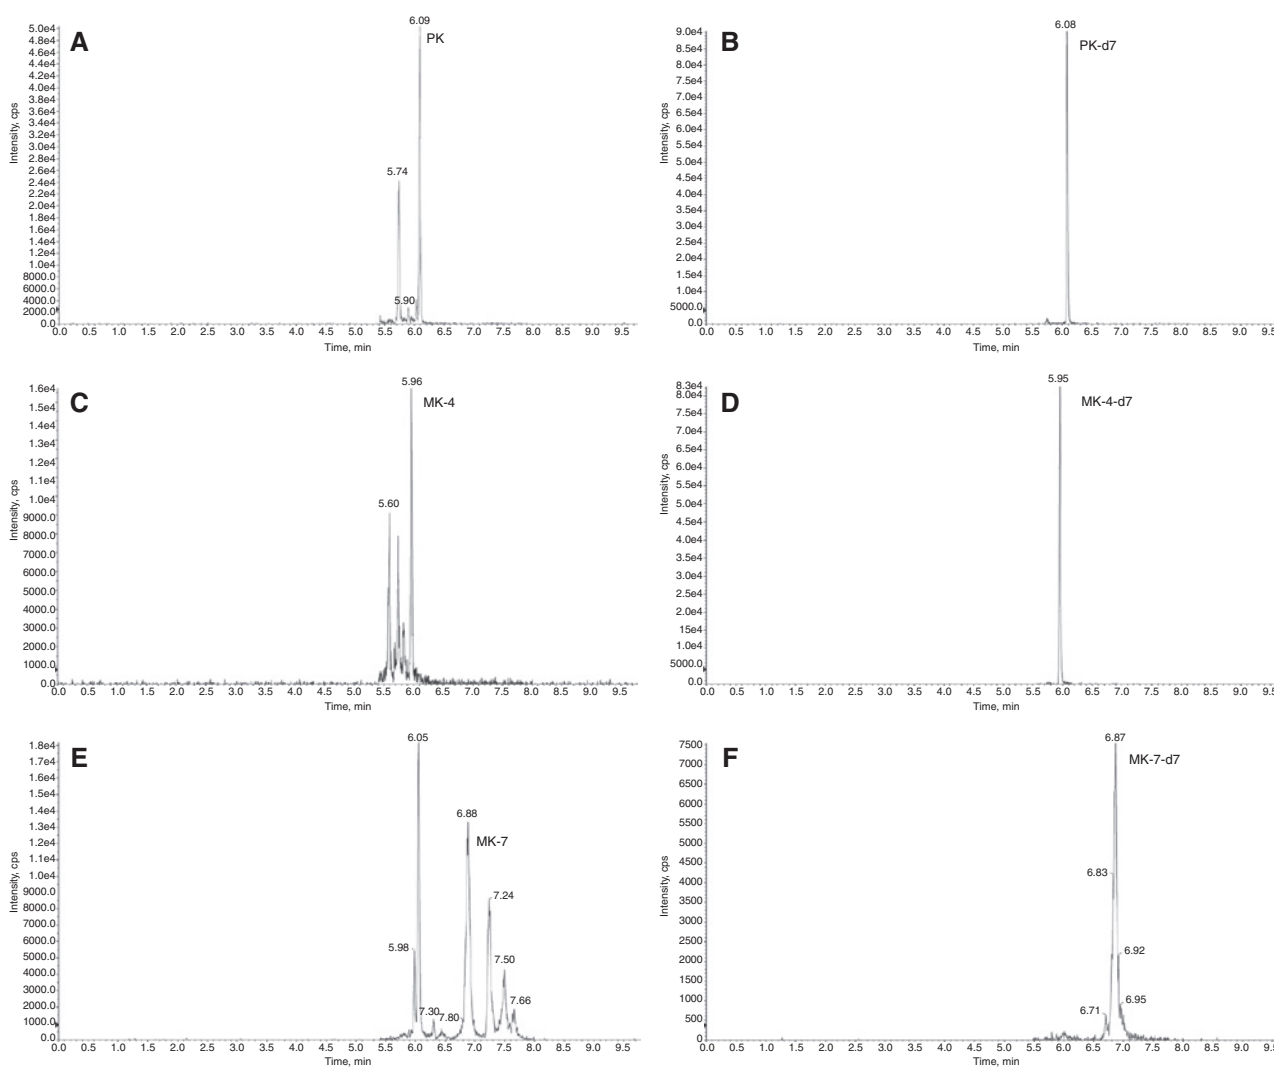 A
6.09
PK
5.74
5.90
Intensity, cps
5.0e4
4.8e4
4.6e4
4.4e4
4.2e4
4.0e4
3.8e4
3.6e4
3.4e4
3.2e4
3.0e4
2.8e4
2.6e4
2.4e4
2.2e4
2.0e4
1.8e4
1.6e4
1.4e4
1.2e4
1.0e4
8000.0
6000.0
4000.0
2000.0
0.0
0.0 0.5 1.0 1.5 2.0 2.5 3.0 3.5 4.0 4.5 5.0 5.5 6.0 6.5 7.0 7.5 8.0 8.5 9.0 9.5
Time, min
B
6.08
PK-d7
Intensity, cps
9.0e4
8.5e4
8.0e4
7.5e4
7.0e4
6.5e4
6.0e4
5.5e4
5.0e4
4.5e4
4.0e4
3.5e4
3.0e4
2.5e4
2.0e4
1.5e4
1.0e4
5000.0
0.0
0.0 0.5 1.0 1.5 2.0 2.5 3.0 3.5 4.0 4.5 5.0 5.5 6.0 6.5 7.0 7.5 8.0 8.5 9.0 9.5
Time, min
C
5.96
MK-4
5.60
Intensity, cps
1.6e4
1.5e4
1.3e4
1.3e4
1.2e4
1.1e4
1.0e4
9000.0
8000.0
7000.0
6000.0
5000.0
4000.0
3000.0
2000.0
1000.0
0.0
0.0 0.5 1.0 1.5 2.0 2.5 3.0 3.5 4.0 4.5 5.0 5.5 6.0 6.5 7.0 7.5 8.0 8.5 9.0 9.5
Time, min
D
5.95
MK-4-d7
Intensity, cps
8.3e4
8.0e4
7.5e4
7.0e4
6.5e4
6.0e4
5.5e4
5.0e4
4.5e4
4.0e4
3.5e4
3.0e4
2.5e4
2.0e4
15e4
1.0e4
5000.0
0.0
0.0 0.5 1.0 1.5 2.0 2.5 3.0 3.5 4.0 4.5 5.0 5.5 6.0 6.5 7.0 7.5 8.0 8.5 9.0 9.5
Time, min
E
6.05
6.88
MK-7
7.24
5.98
7.50
7.66
7.30
7.80
Intensity, cps
1.8e4
1.7e4
1.6e4
1.5e4
1.4e4
1.3e4
1.2e4
1.1e4
1.0e4
9000.0
8000.0
7000.0
6000.0
5000.0
4000.0
3000.0
2000.0
1000.0
0.0
0.0 0.5 1.0 1.5 2.0 2.5 3.0 3.5 4.0 4.5 5.0 5.5 6.0 6.5 7.0 7.5 8.0 8.5 9.0 9.5
Time, min
F
6.87
MK-7-d7
6.83
6.92
6.95
6.71
Intensity, cps
7500
7000
6500
6000
5500
5000
4500
4000
3500
3000
2500
2000
1500
1000
500
0
0.0 0.5 1.0 1.5 2.0 2.5 3.0 3.5 4.0 4.5 5.0 5.5 6.0 6.5 7.0 7.5 8.0 8.5 9.0 9.5
Time, min